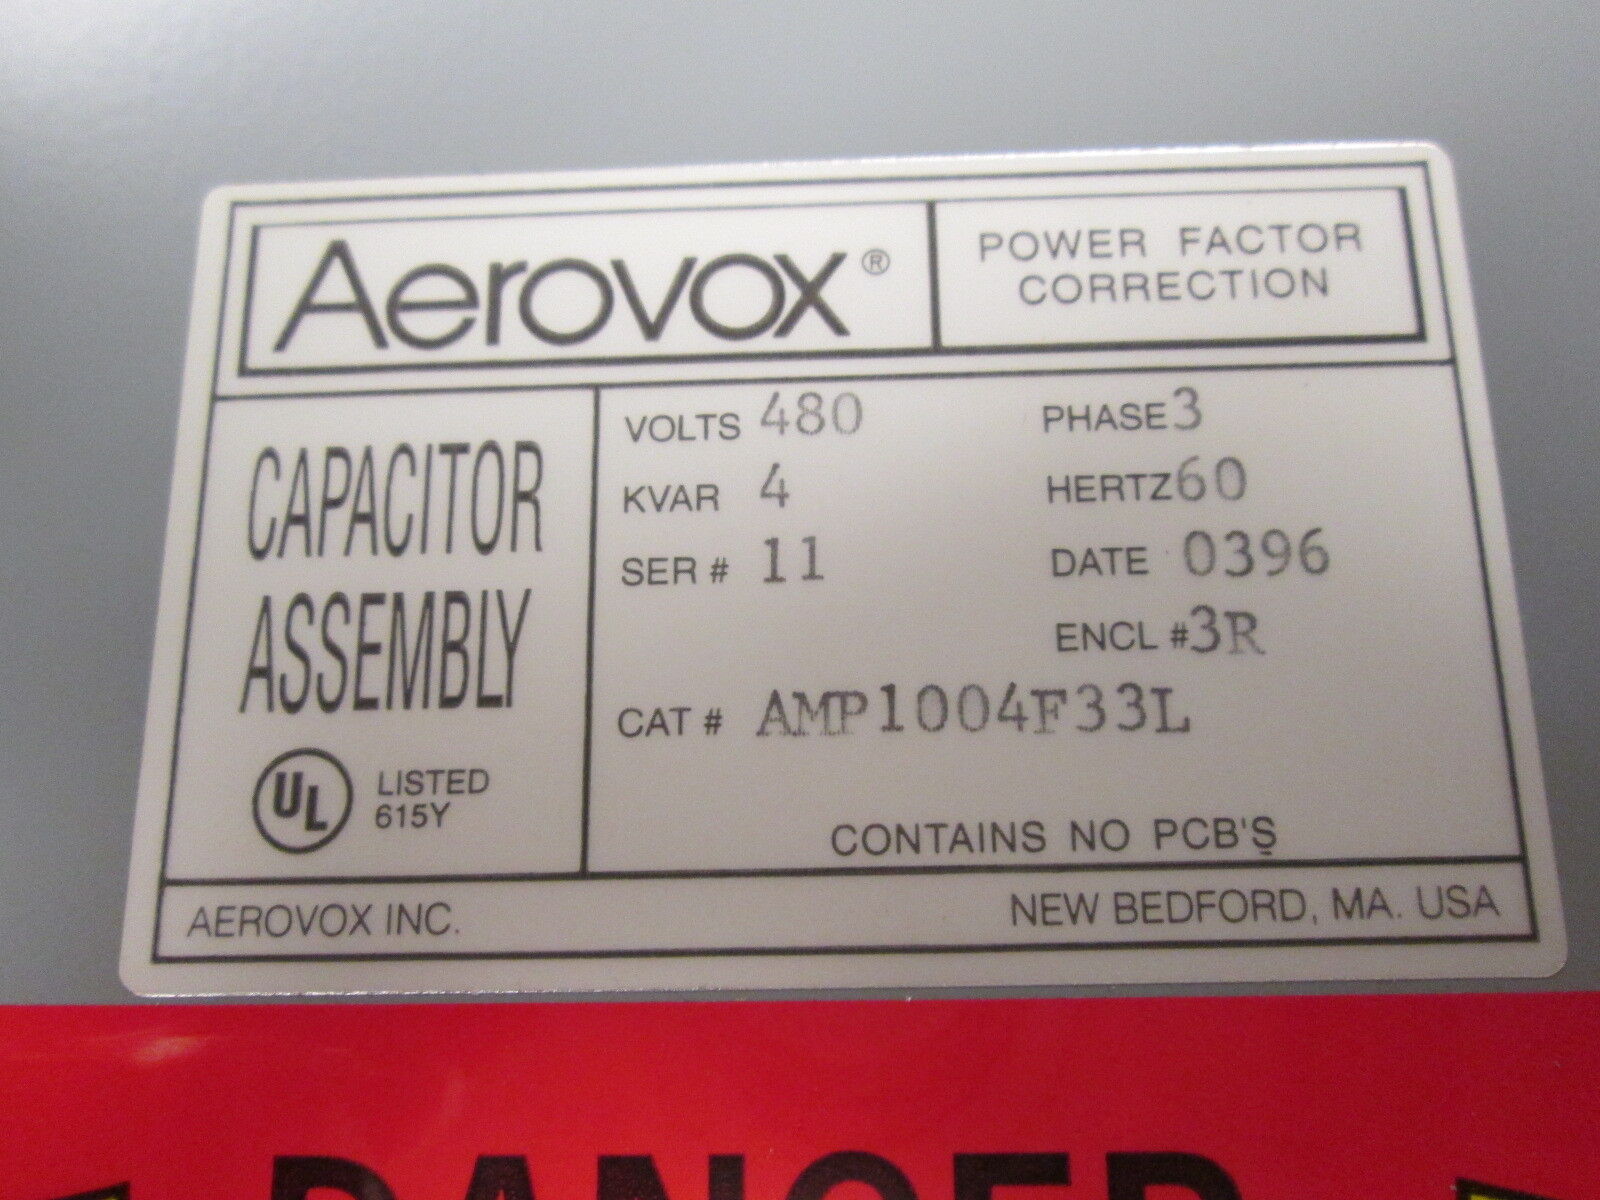 Aerovox®
POWER FACTOR
CORRECTION
CAPACITOR
ASSEMBLY
UL LISTED
615Y
VOLTS 480 PHASE 3
KVAR 4 HERTZ 60
SER # 11 DATE 0396
ENCL # 3R
CAT # AMP1004F33L
CONTAINS NO PCB'S
AEROVOX INC. NEW BEDFORD, MA. USA
DANGER